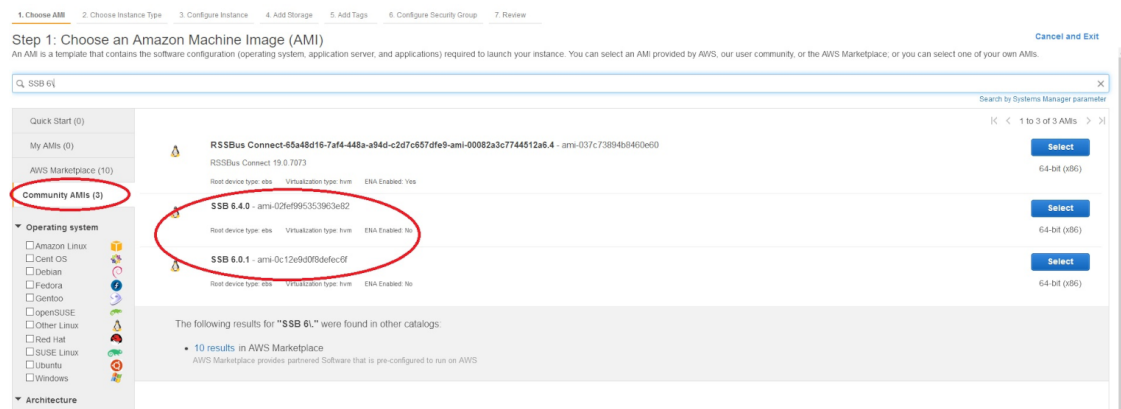 1. Choose AMI 2. Choose Instance Type 3. Configure Instance 4. Add Storage 5. Add Tags 6. Configure Security Group 7. Review
Step 1: Choose an Amazon Machine Image (AMI)
Cancel and Exit
An AMI is a template that contains the software configuration (operating system, application server, and applications) required to launch your instance. You can select an AMI provided by AWS, our user community, or the AWS Marketplace; or you can select one of your own AMIs.
SSB 6\
Search by Systems Manager parameter
Quick Start (0)
My AMIs (0)
AWS Marketplace (10)
Community AMIs (3)
Operating system
Amazon Linux
Cent OS
Debian
Fedora
Gentoo
openSUSE
Other Linux
Red Hat
SUSE Linux
Ubuntu
Windows
Architecture
1 to 3 of 3 AMIs
RSSBus Connect-65a48d16-7af4-448a-a94d-c2d7c657dfe9-ami-00082a3c7744512a6.4 - ami-037c73894b8460e60
RSSBus Connect 19.0.7073
Root device type: ebs Virtualization type: hvm ENA Enabled: Yes
Select
64-bit (x86)
SSB 6.4.0 - ami-02fef995353963e82
Root device type: ebs Virtualization type: hvm ENA Enabled: No
Select
64-bit (x86)
SSB 6.0.1 - ami-0c12e9d0f8defec6f
Root device type: ebs Virtualization type: hvm ENA Enabled: No
Select
64-bit (x86)
The following results for "SSB 6\." were found in other catalogs:
10 results in AWS Marketplace
AWS Marketplace provides partnered Software that is pre-configured to run on AWS